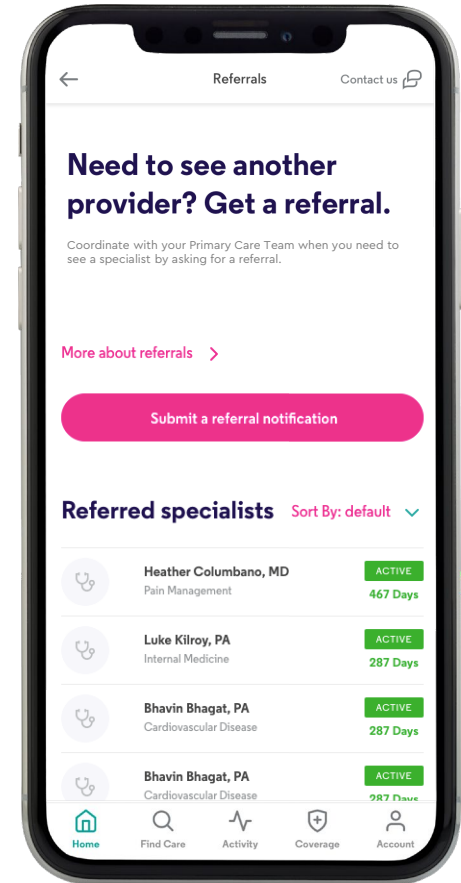 Referrals
Contact us
Need to see another
provider? Get a referral.
Coordinate with your Primary Care Team when you need to
see a specialist by asking for a referral.
More about referrals
Submit a referral notification
Referred specialists
Sort By: default
Heather Columbano, MD
ACTIVE
Pain Management
467 Days
Luke Kilroy, PA
ACTIVE
Internal Medicine
287 Days
Bhavin Bhagat, PA
ACTIVE
Cardiovascular Disease
287 Days
Bhavin Bhagat, PA
ACTIVE
Cardiovascular Disease
287 Days
Home
Find Care
Activity
Coverage
Account